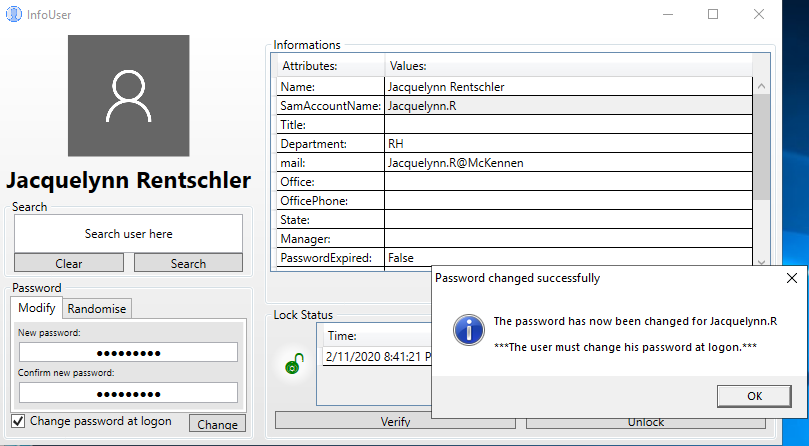 InfoUser
Jacquelynn Rentschler
Search
Search user here
Clear
Search
Password
Modify
Randomise
New password:
●●●●●●●●●
Confirm new password:
●●●●●●●●●
Change password at logon
Change
Informations
Attributes:
Values:
Name:
Jacquelynn Rentschler
SamAccountName:
Jacquelynn.R
Title:
Department:
RH
mail:
Jacquelynn.R@McKennen
Office:
OfficePhone:
State:
Manager:
PasswordExpired:
False
Lock Status
Time:
2/11/2020 8:41:21 P
Verify
Unlock
Password changed successfully
The password has now been changed for Jacquelynn.R
***The user must change his password at logon.***
OK